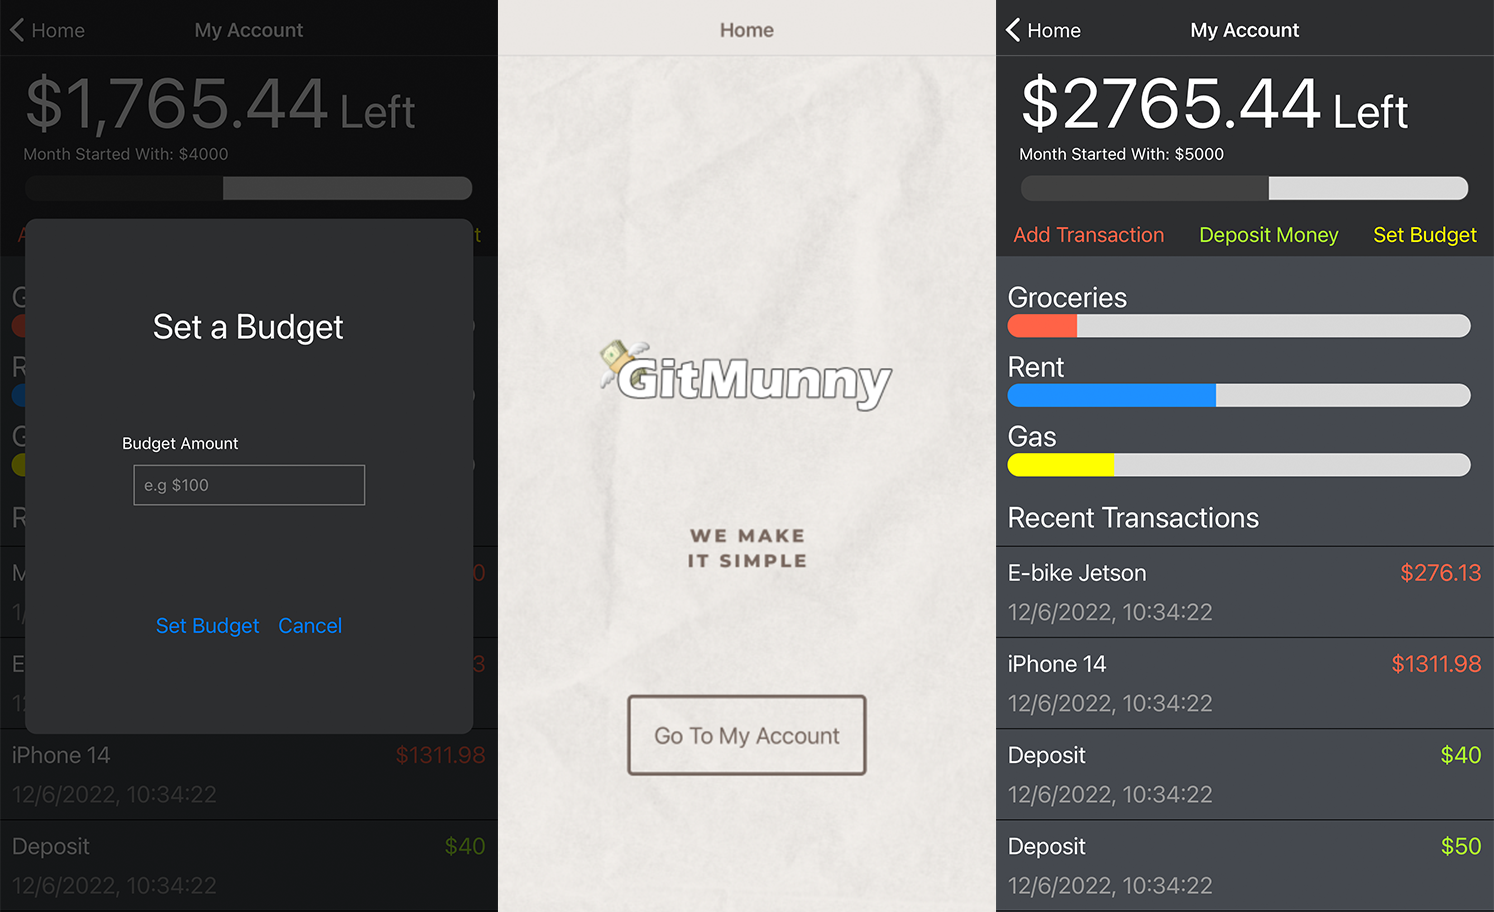 Home
My Account
$1,765.44 Left
Month Started With: $4000
Set a Budget
Budget Amount
e.g $100
Set Budget
Cancel
iPhone 14
$1311.98
12/6/2022, 10:34:22
Deposit
$40
12/6/2022, 10:34:22
Home
GitMunny
WE MAKE
IT SIMPLE
Go To My Account
Home
My Account
$2765.44 Left
Month Started With: $5000
Add Transaction
Deposit Money
Set Budget
Groceries
Rent
Gas
Recent Transactions
E-bike Jetson
$276.13
12/6/2022, 10:34:22
iPhone 14
$1311.98
12/6/2022, 10:34:22
Deposit
$40
12/6/2022, 10:34:22
Deposit
$50
12/6/2022, 10:34:22